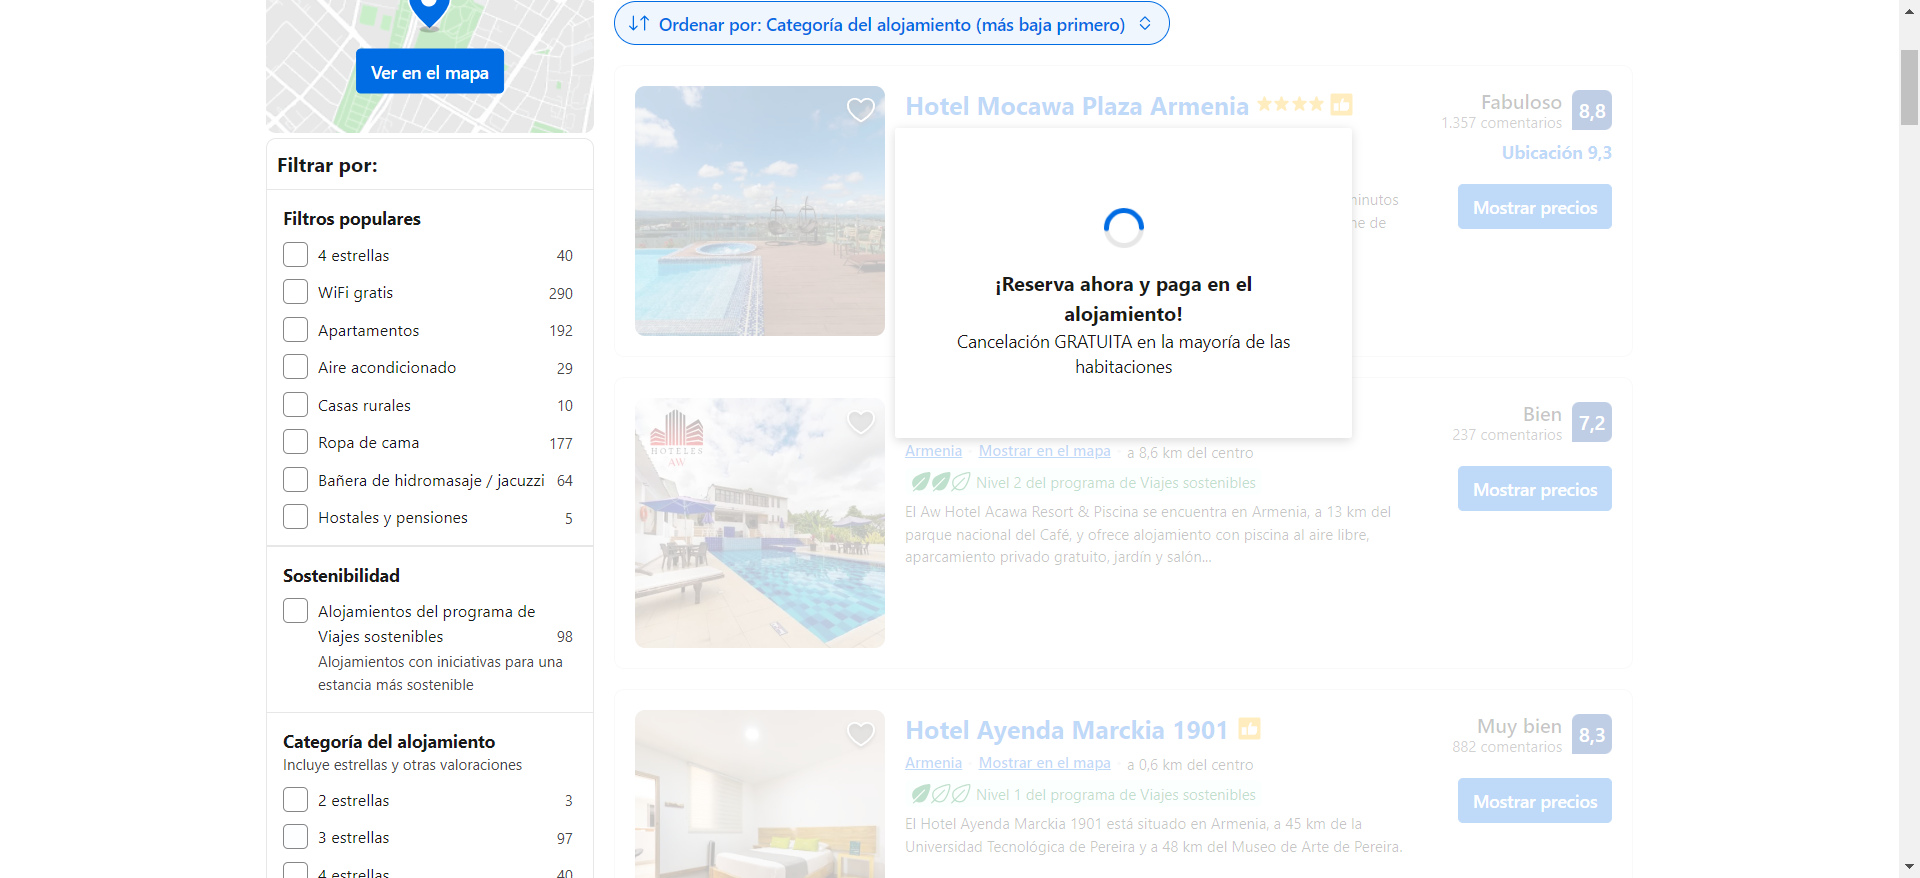 Ver en el mapa
Filtrar por:
Filtros populares
4 estrellas 40
WiFi gratis 290
Apartamentos 192
Aire acondicionado 29
Casas rurales 10
Ropa de cama 177
Bañera de hidromasaje / jacuzzi 64
Hostales y pensiones 5
Sostenibilidad
Alojamientos del programa de
Viajes sostenibles 98
Alojamientos con iniciativas para una
estancia más sostenible
Categoría del alojamiento
Incluye estrellas y otras valoraciones
2 estrellas 3
3 estrellas 97
4 estrellas 40
Ordenar por: Categoría del alojamiento (más baja primero)
Hotel Mocawa Plaza Armenia
Fabuloso 8,8
1.357 comentarios
Ubicación 9,3
Mostrar precios
¡Reserva ahora y paga en el
alojamiento!
Cancelación GRATUITA en la mayoría de las
habitaciones
HOTELES
AW
Bien 7,2
237 comentarios
Armenia Mostrar en el mapa a 8,6 km del centro
Nivel 2 del programa de Viajes sostenibles
El Aw Hotel Acawa Resort & Piscina se encuentra en Armenia, a 13 km del
parque nacional del Café, y ofrece alojamiento con piscina al aire libre,
aparcamiento privado gratuito, jardín y salón...
Mostrar precios
Hotel Ayenda Marckia 1901
Muy bien 8,3
882 comentarios
Armenia Mostrar en el mapa a 0,6 km del centro
Nivel 1 del programa de Viajes sostenibles
El Hotel Ayenda Marckia 1901 está situado en Armenia, a 45 km de la
Universidad Tecnológica de Pereira y a 48 km del Museo de Arte de Pereira.
Mostrar precios